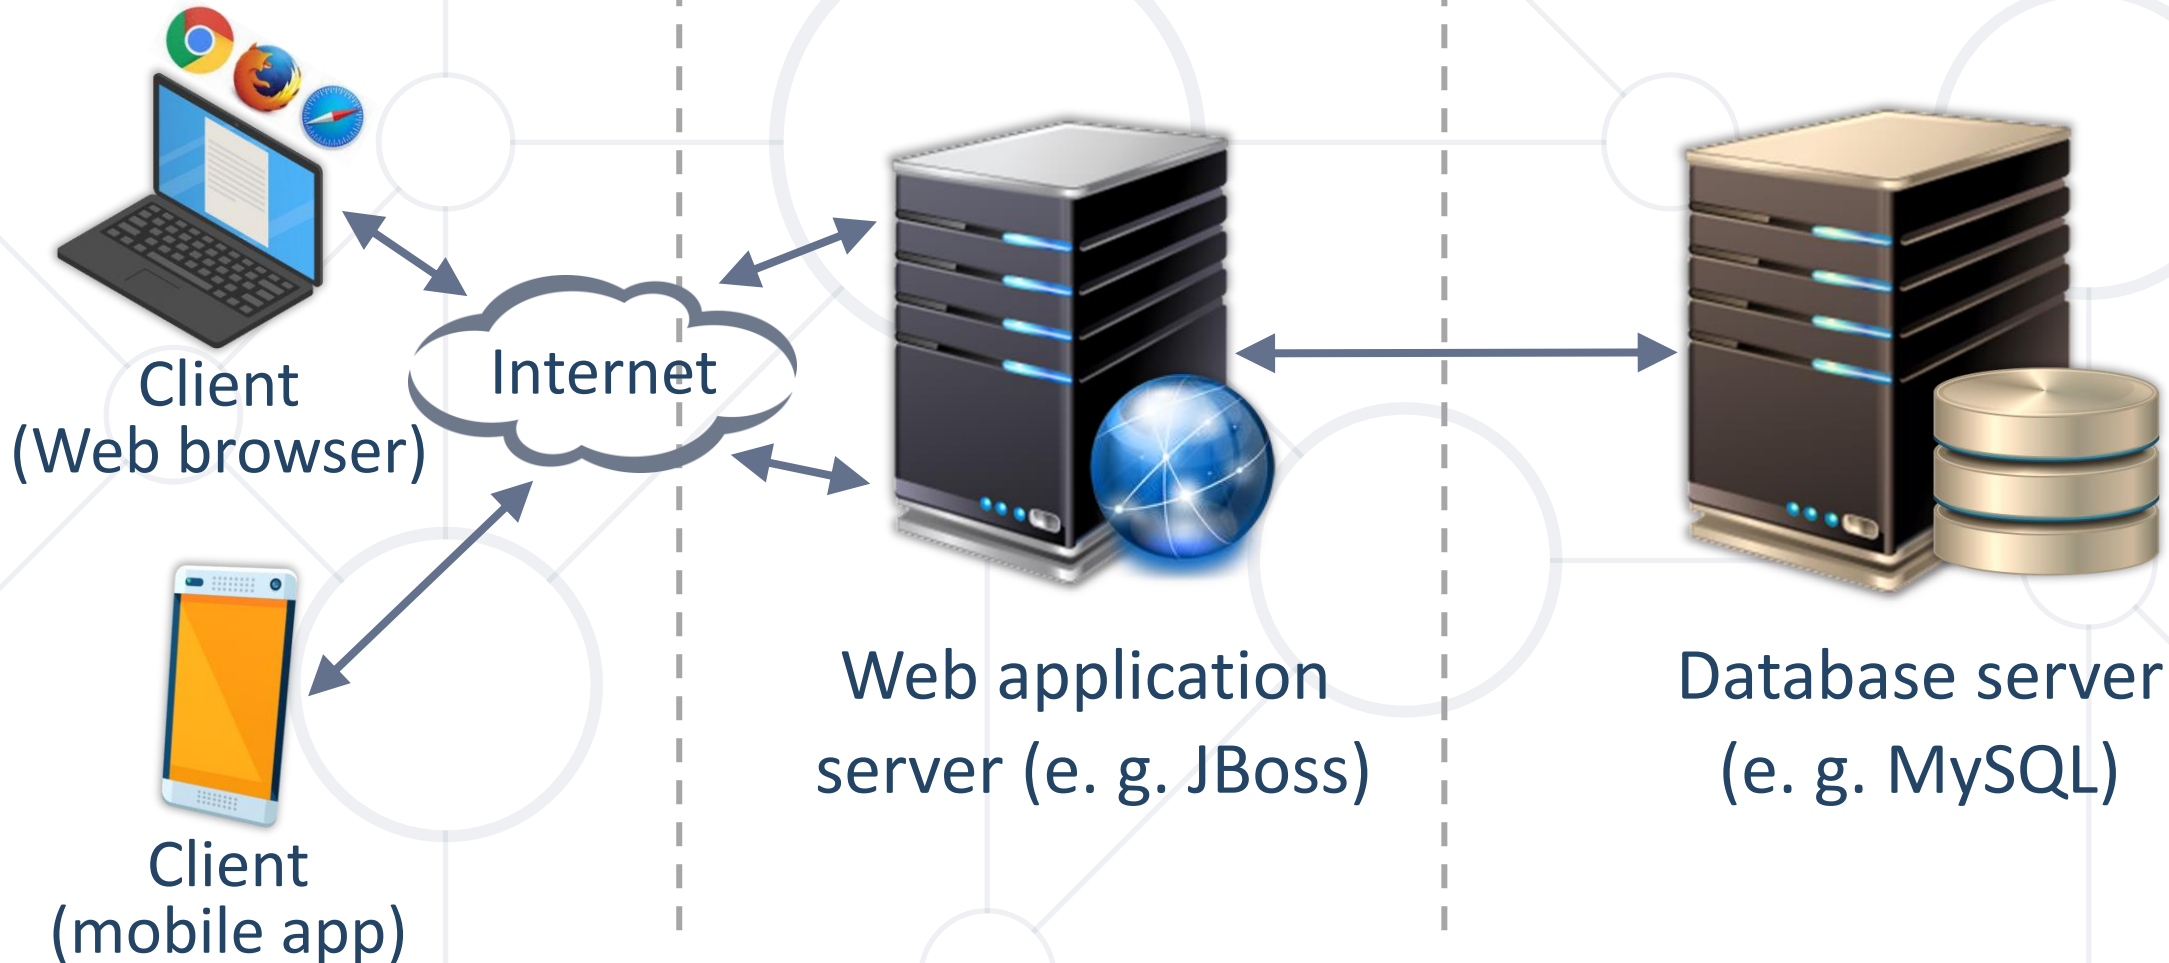 Client
(Web browser)
Internet
Client
(mobile app)
Web application
server (e. g. JBoss)
Database server
(e. g. MySQL)